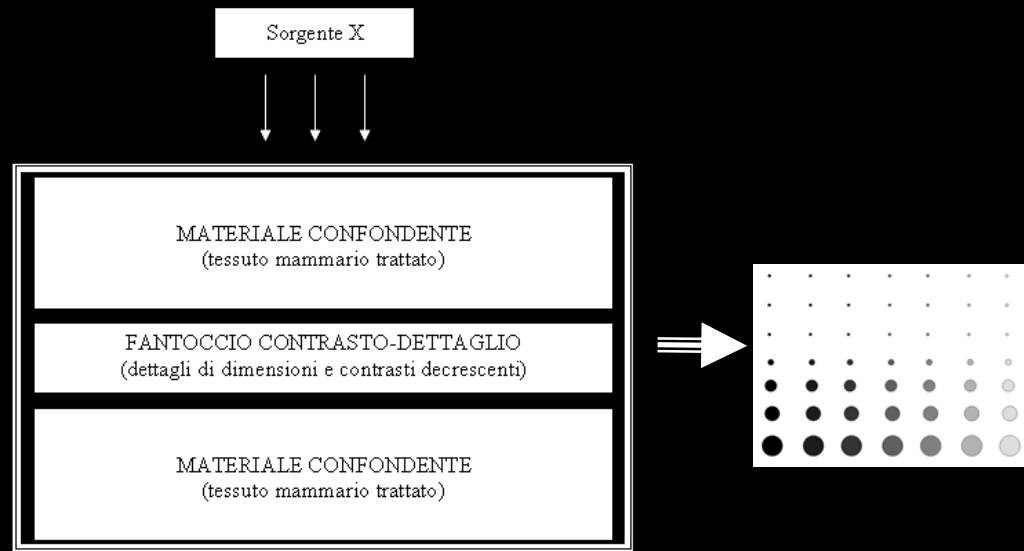 Sorgente X
MATERIALE CONFONDENTE
(tessuto mammario trattato)
FANTOCCIO CONTRASTO-DETTAGLIO
(dettagli di dimensioni e contrasti decrescenti)
MATERIALE CONFONDENTE
(tessuto mammario trattato)